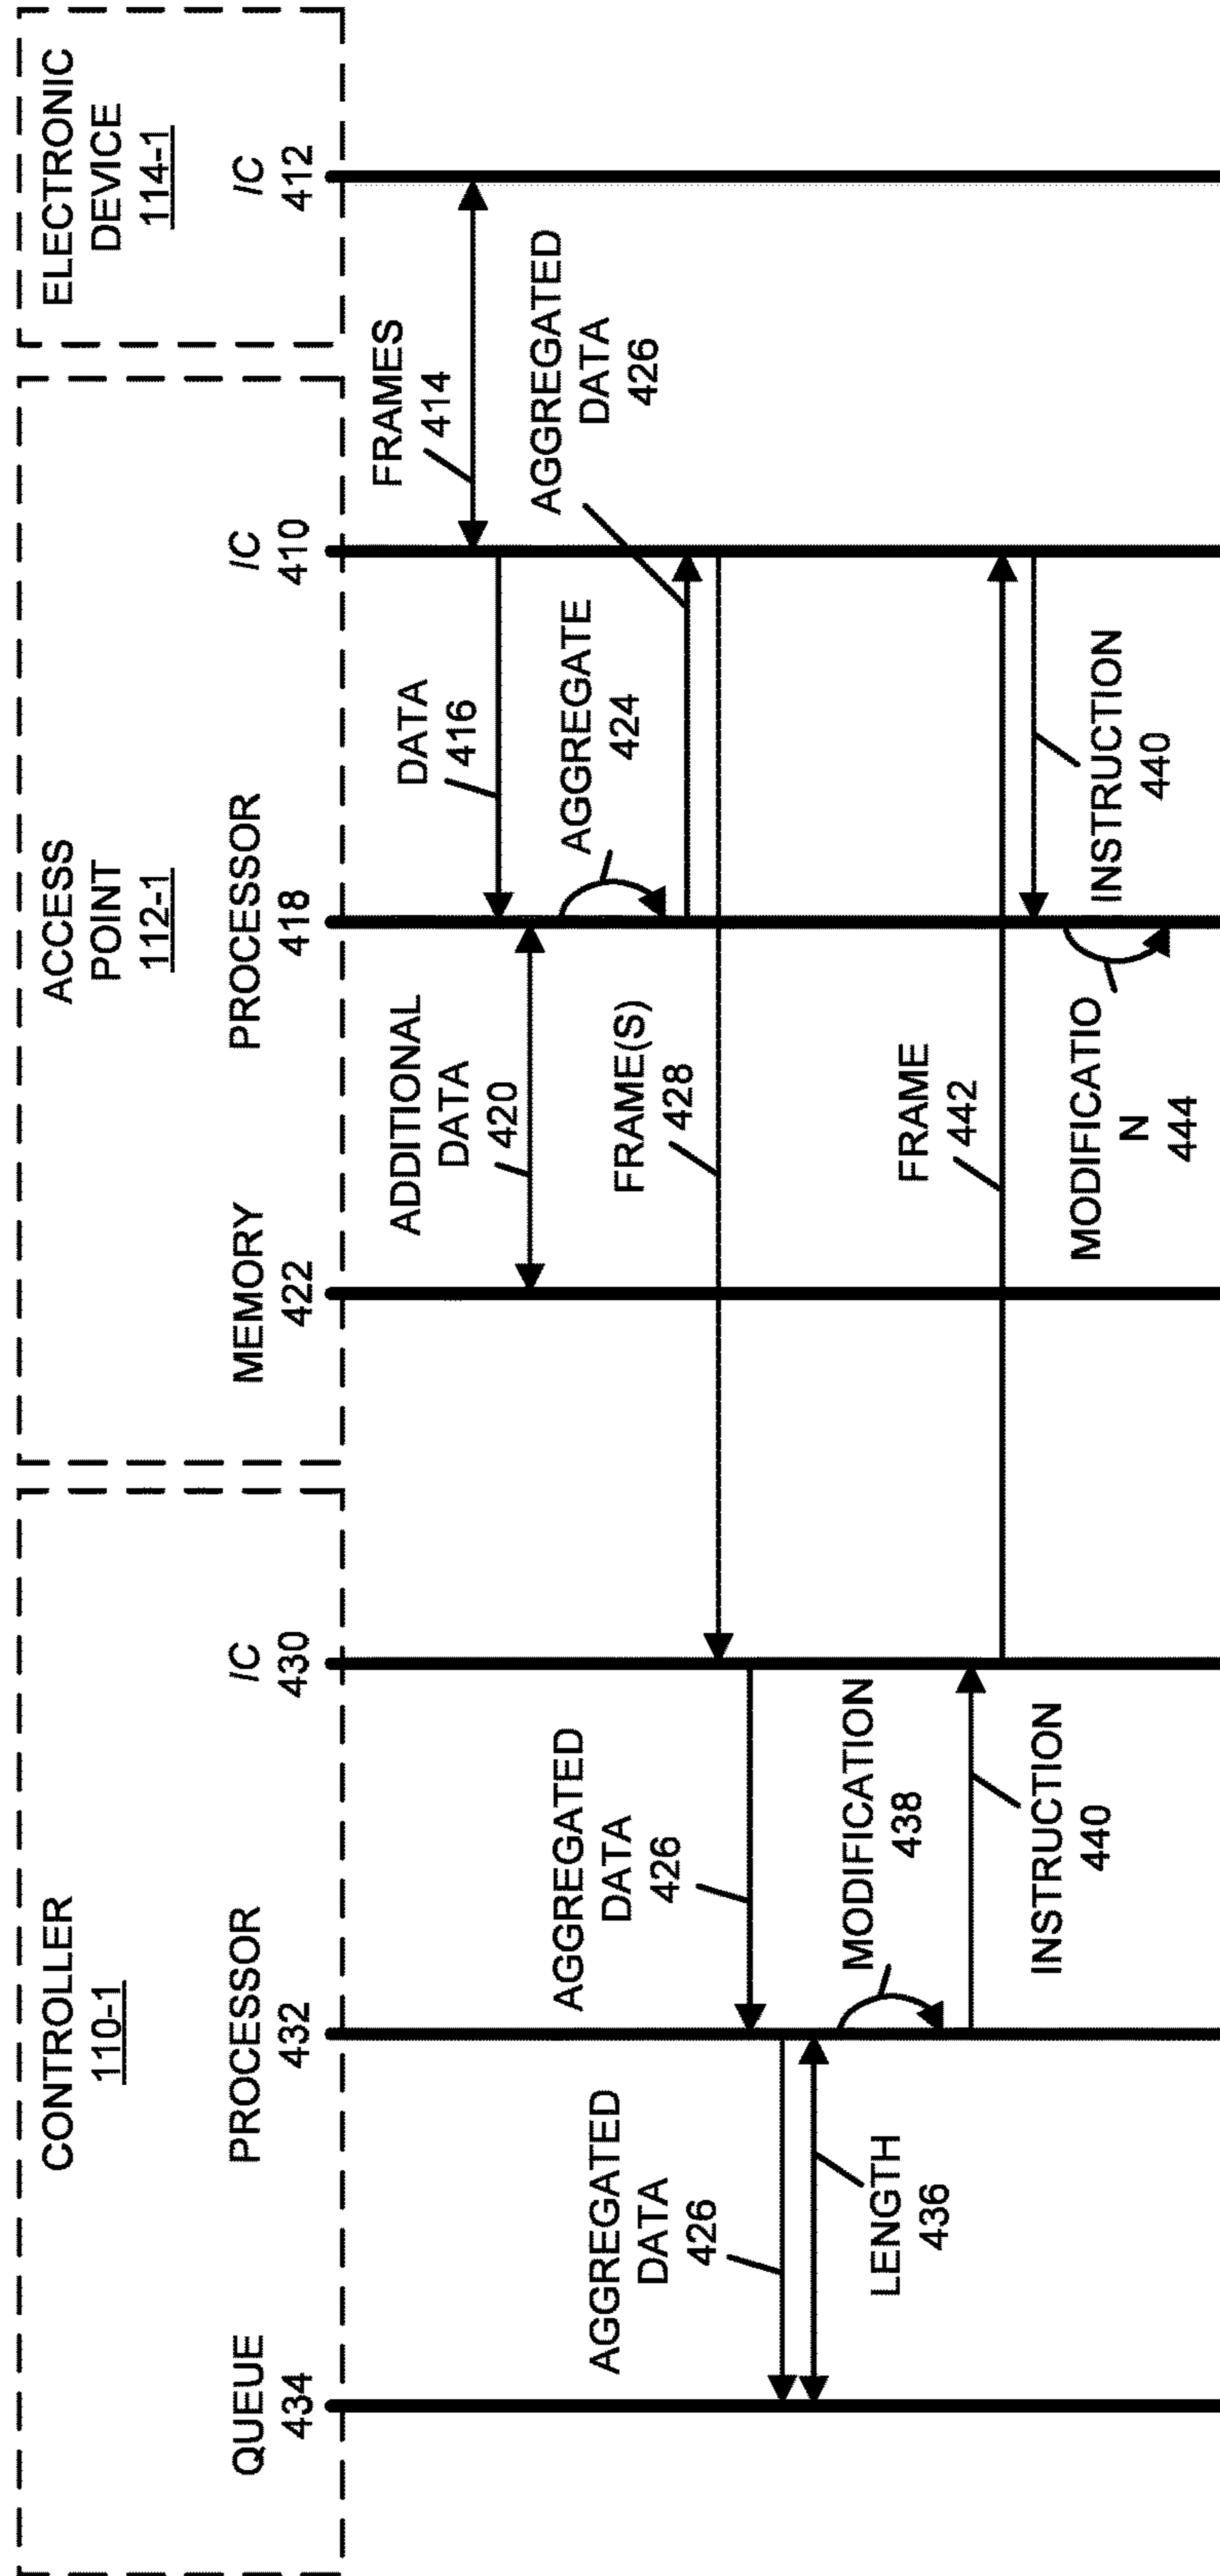 CONTROLLER
110-1
ACCESS
POINT
112-1
ELECTRONIC
DEVICE
114-1
QUEUE
434
PROCESSOR
432
IC
430
MEMORY
422
PROCESSOR
418
IC
410
IC
412
FRAMES
414
DATA
416
ADDITIONAL
DATA
420
AGGREGATE
424
AGGREGATED
DATA
426
FRAME(S)
428
AGGREGATED
DATA
426
AGGREGATED
DATA
426
LENGTH
436
MODIFICATION
438
INSTRUCTION
440
FRAME
442
INSTRUCTION
440
MODIFICATIO
N
444